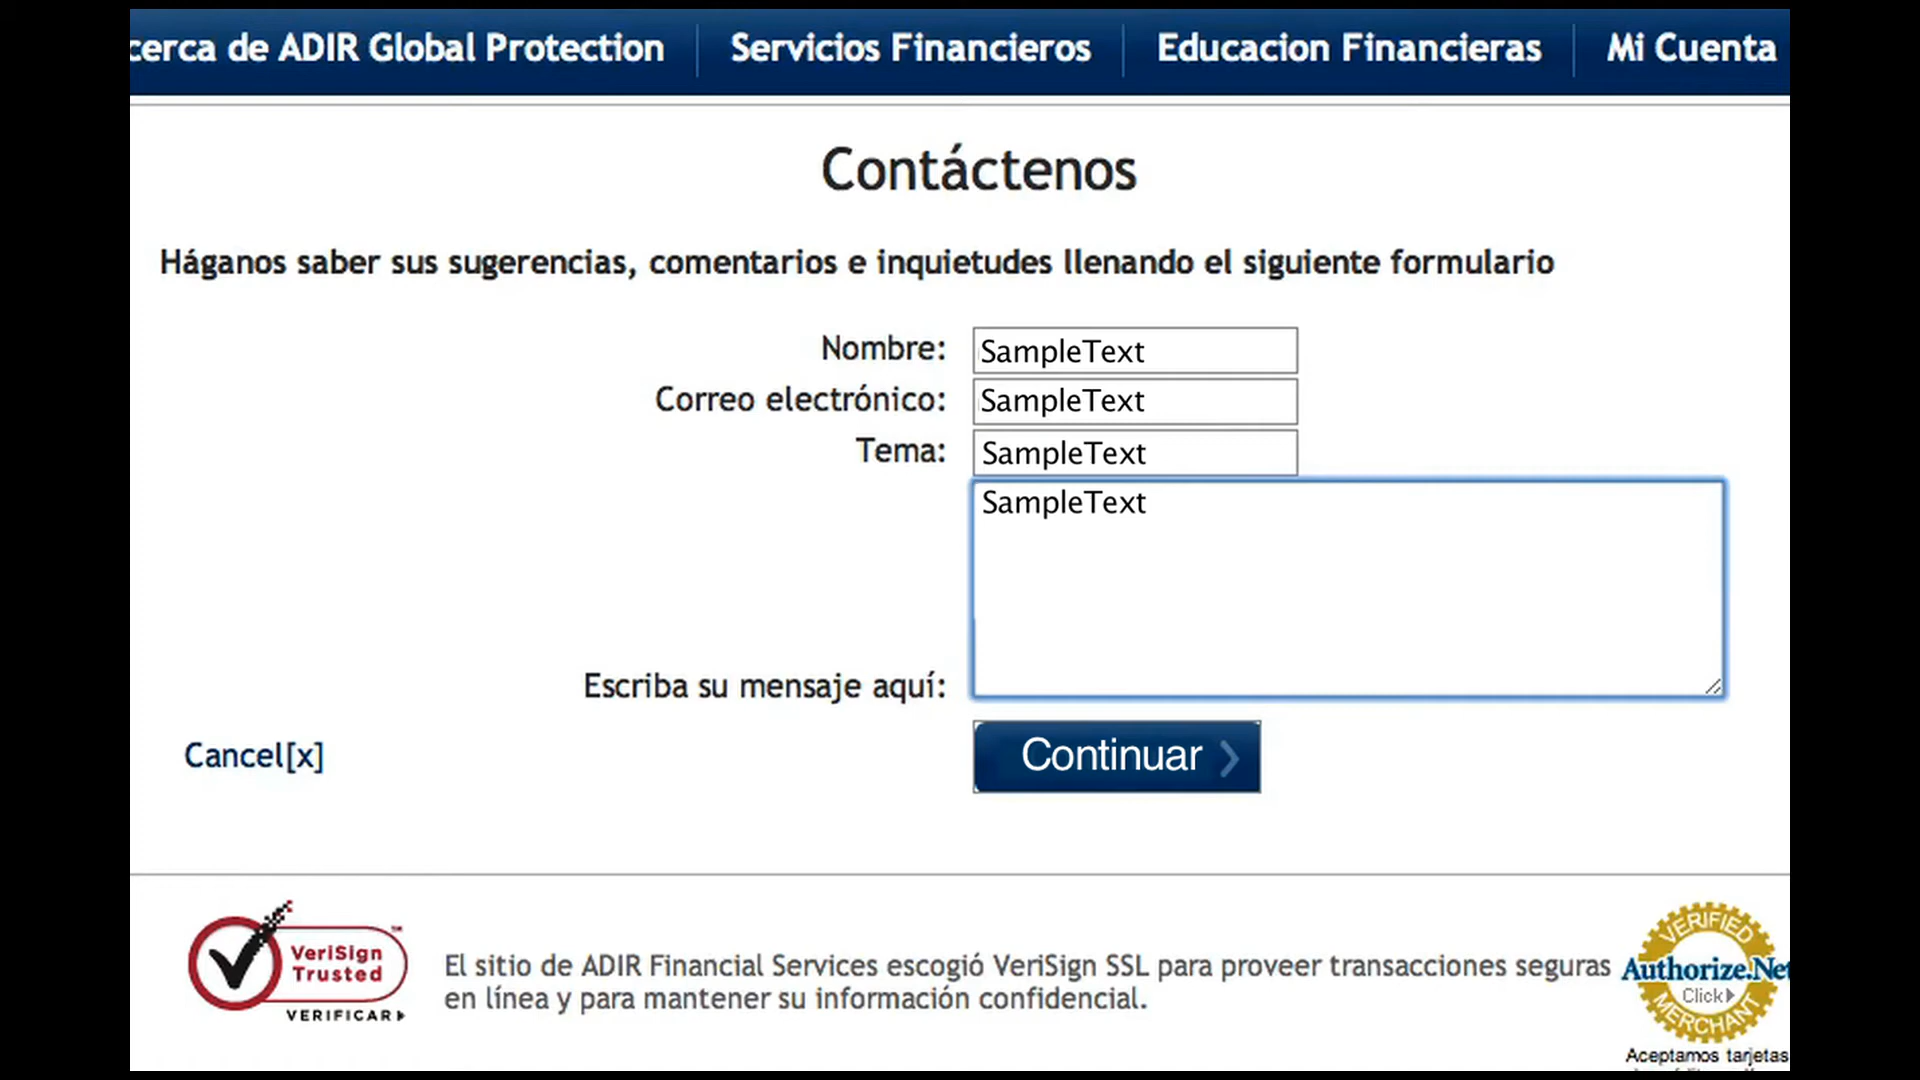 cerca de ADIR Global Protection
Servicios Financieros
Educacion Financieras
Mi Cuenta
Contáctenos
Háganos saber sus sugerencias, comentarios e inquietudes llenando el siguiente formulario
Nombre: SampleText
Correo electrónico: SampleText
Tema: SampleText
SampleText
Escriba su mensaje aquí:
Cancel[x]
Continuar
VeriSign
Trusted
VERIFICAR
El sitio de ADIR Financial Services escogió VeriSign SSL para proveer transacciones seguras
en línea y para mantener su información confidencial.
VERIFIED
Authorize.Net
Click
MERCHANT
Aceptamos tarjetas